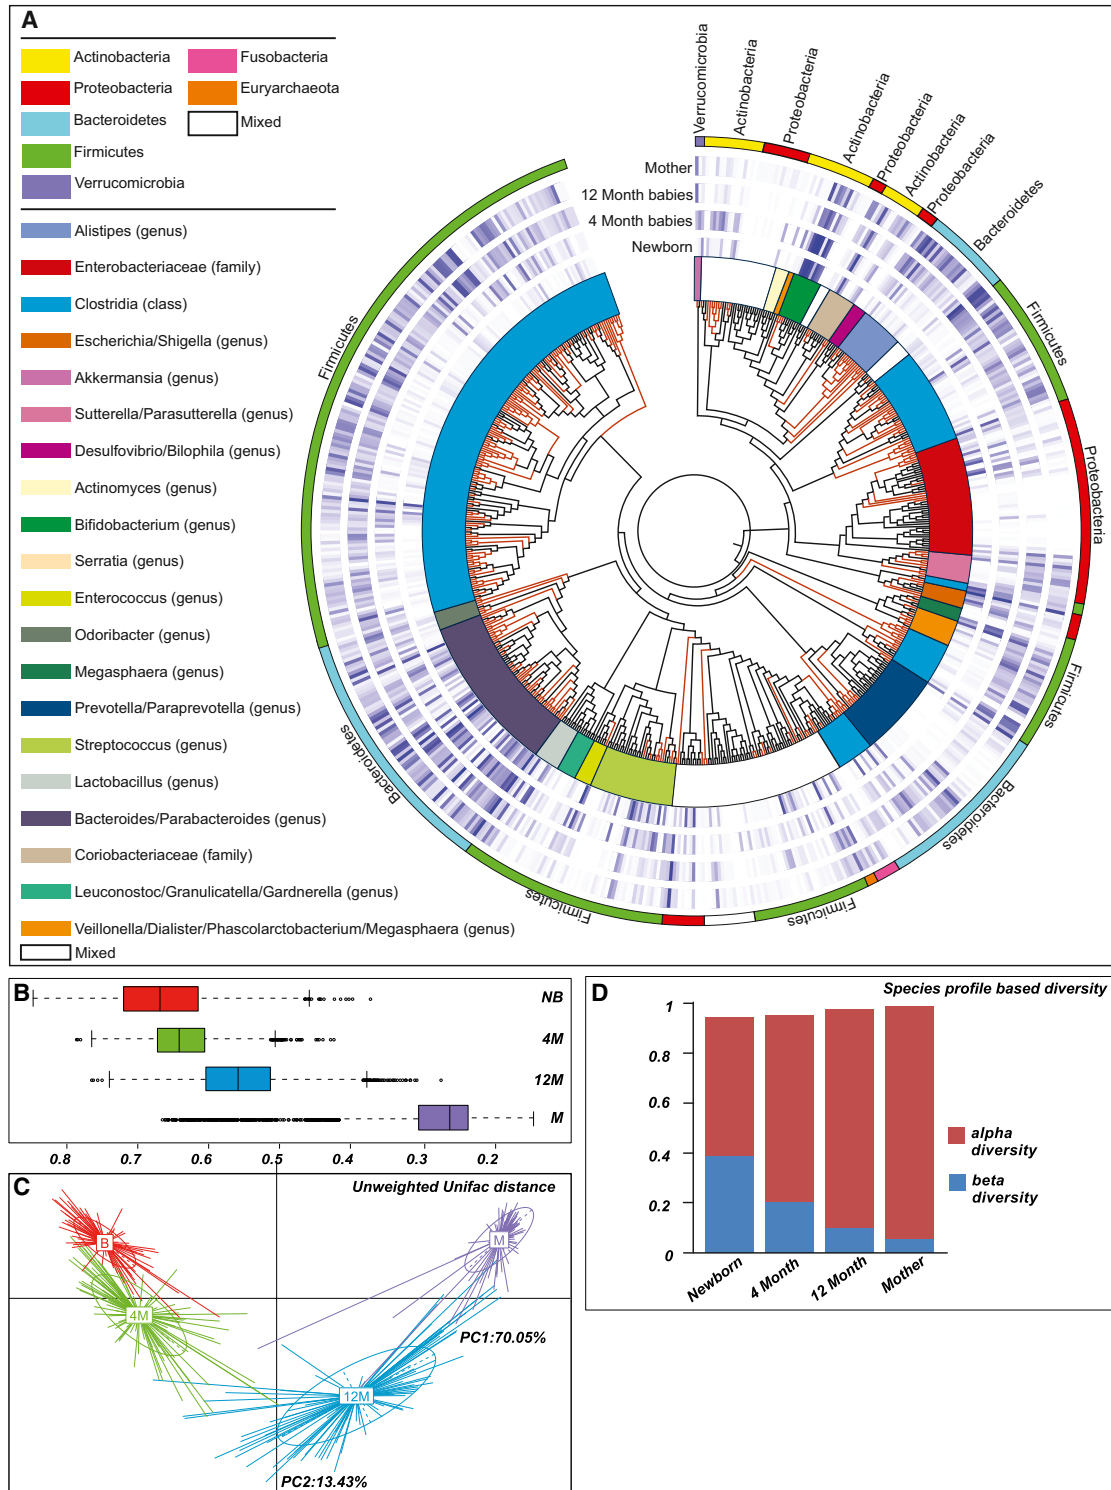 A
Actinobacteria
Fusobacteria
Proteobacteria
Euryarchaeota
Bacteroidetes
Mixed
Firmicutes
Verrucomicrobia
Alistipes (genus)
Enterobacteriaceae (family)
Clostridia (class)
Escherichia/Shigella (genus)
Akkermansia (genus)
Sutterella/Parasutterella (genus)
Desulfovibrio/Bilophila (genus)
Actinomyces (genus)
Bifidobacterium (genus)
Serratia (genus)
Enterococcus (genus)
Odoribacter (genus)
Megasphaera (genus)
Prevotella/Paraprevotella (genus)
Streptococcus (genus)
Lactobacillus (genus)
Bacteroides/Parabacteroides (genus)
Coriobacteriaceae (family)
Leuconostoc/Granulicatella/Gardnerella (genus)
Veillonella/Dialister/Phascolarctobacterium/Megasphaera (genus)
Mixed
Mother
12 Month babies
4 Month babies
Newborn
Verrucomicrobia
Actinobacteria
Proteobacteria
Actinobacteria
Proteobacteria
Actinobacteria
Proteobacteria
Bacteroidetes
Firmicutes
Proteobacteria
Firmicutes
Bacteroidetes
Firmicutes
Firmicutes
Bacteroidetes
Firmicutes
B
NB
4M
12M
M
0.8 0.7 0.6 0.5 0.4 0.3 0.2
C
Unweighted Unifac distance
B
M
4M
12M
PC1:70.05%
PC2:13.43%
D
Species profile based diversity
1
0.8
0.6
0.4
0.2
0
Newborn
4 Month
12 Month
Mother
alpha
diversity
beta
diversity